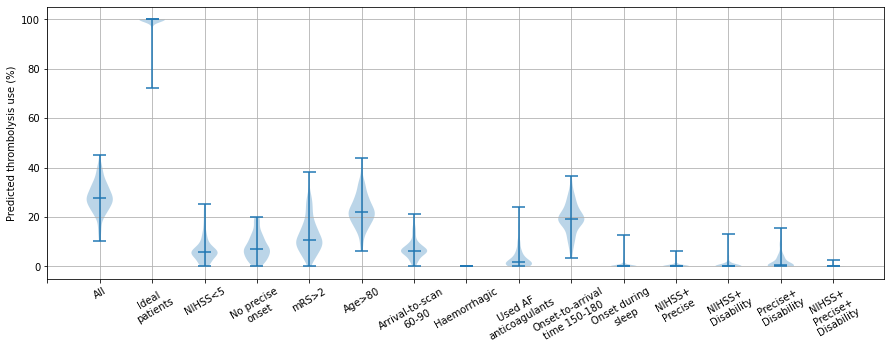 Predicted thrombolysis use (%)
100
80
60
40
20
0
All
Ideal
patients
NIHSS<5
No precise
onset
mRS>2
Age>80
Arrival-to-scan
60-90
Haemorrhagic
Used AF
anticoagulants
Onset-to-arrival
time 150-180
Onset during
sleep
NIHSS+
Precise
NIHSS+
Disability
Precise+
Disability
NIHSS+
Precise+
Disability